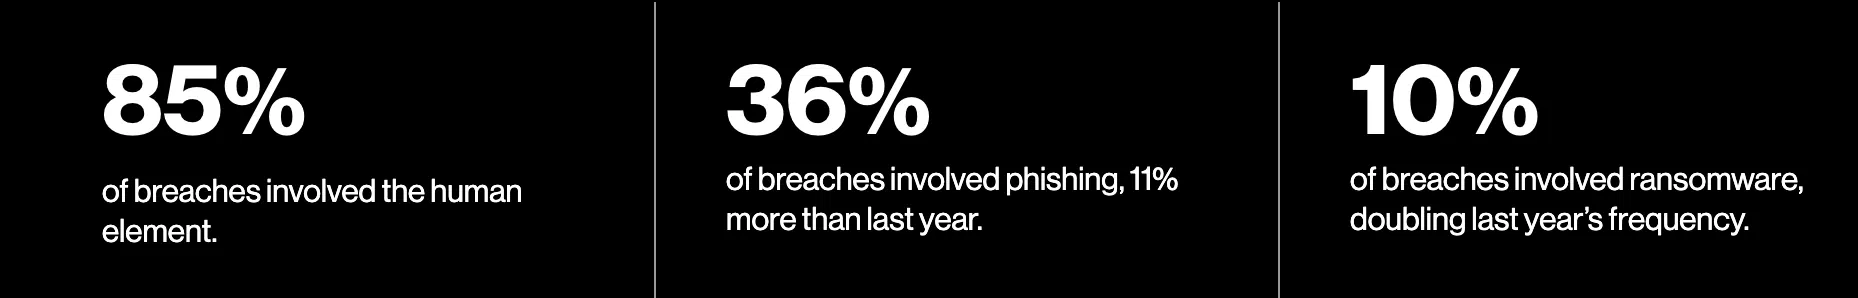 85%
of breaches involved the human
element.
36%
of breaches involved phishing, 11%
more than last year.
10%
of breaches involved ransomware,
doubling last year’s frequency.